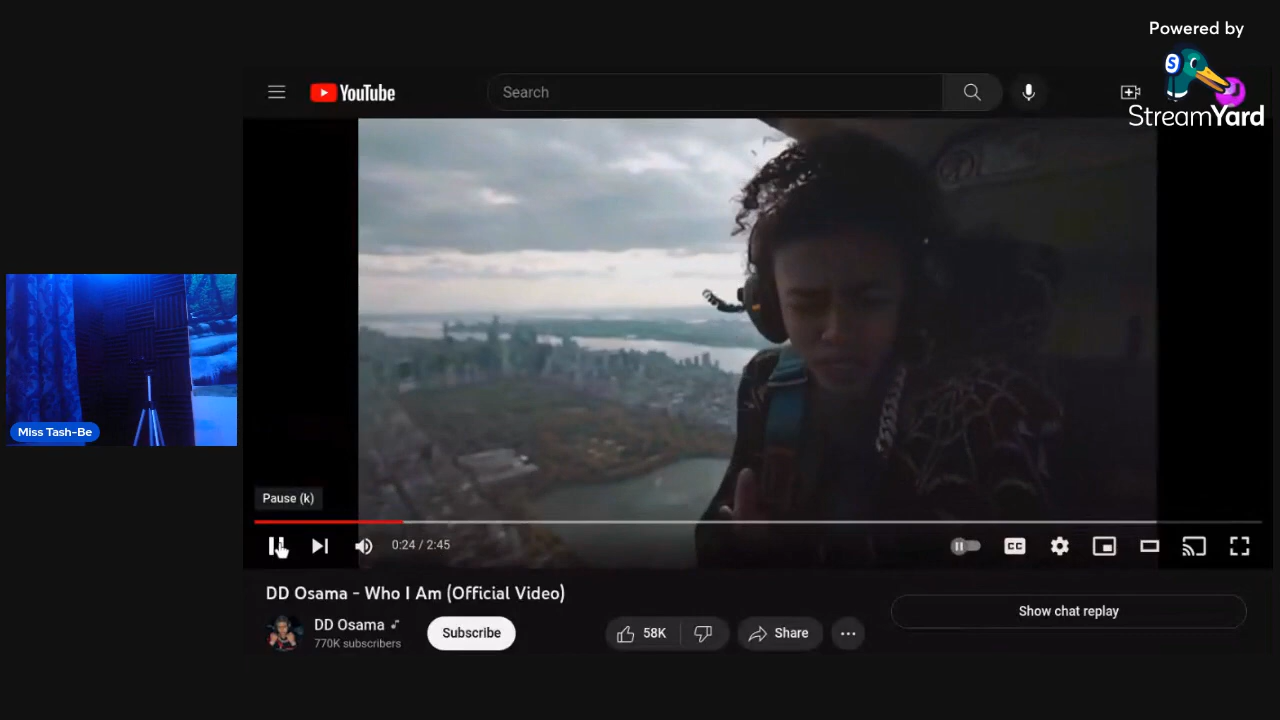 Powered by
StreamYard
YouTube
Search
Miss Tash-Be
Pause (k)
0:24 / 2:45
CC
DD Osama - Who I Am (Official Video)
DD Osama
770K subscribers
Subscribe
58K
Share
Show chat replay